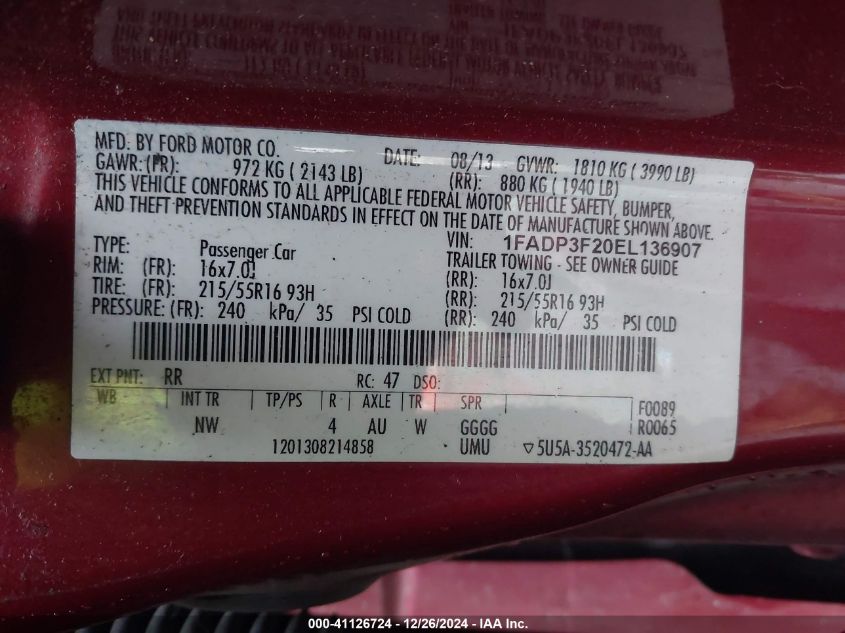 MFD. BY FORD MOTOR CO. DATE: 08/13 GVWR: 1810 KG ( 3990 LB)
GAWR: (FR): 972 KG ( 2143 LB) (RR): 880 KG ( 1940 LB)
THIS VEHICLE CONFORMS TO ALL APPLICABLE FEDERAL MOTOR VEHICLE SAFETY, BUMPER,
AND THEFT PREVENTION STANDARDS IN EFFECT ON THE DATE OF MANUFACTURE SHOWN ABOVE.
VIN: 1FADP3F20EL136907
TYPE: Passenger Car TRAILER TOWING - SEE OWNER GUIDE
RIM: (FR): 16x7.0J (RR): 16x7.0J
TIRE: (FR): 215/55R16 93H (RR): 215/55R16 93H
PRESSURE: (FR): 240 kPa/ 35 PSI COLD (RR): 240 kPa/ 35 PSI COLD
EXT PNT: RR RC: 47 DSO:
WB INT TR TP/PS R AXLE TR SPR F0089
NW 4 AU W GGGG R0065
1201308214858 UMU ▽5U5A-3520472-AA
000-41126724 - 12/26/2024 - IAA Inc.